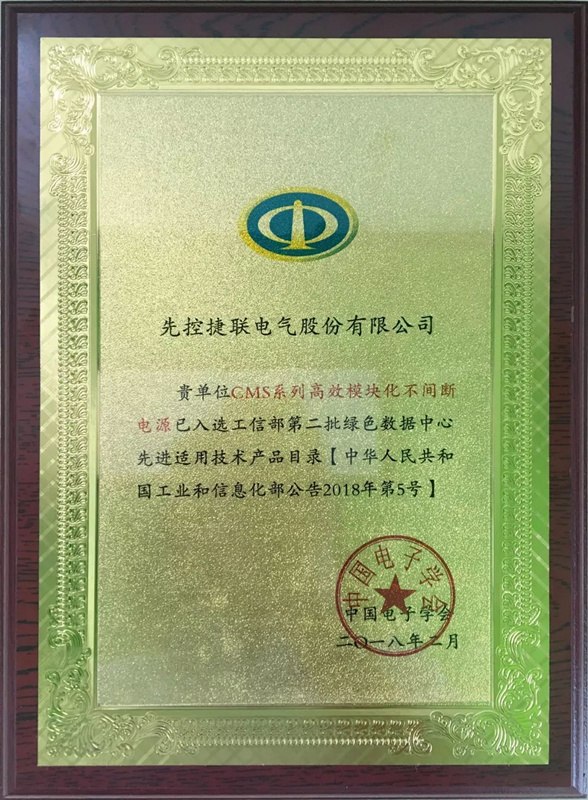 先控捷联电气股份有限公司
貴单位CMS系列高效模块化不间断
电源已入选工信部第二批绿色数据中心
先进适用技术产品目录【中华人民共和
国工业和信息化部公告2018年第5号】
中国电子学会
中国电子学会
二〇一八年二月